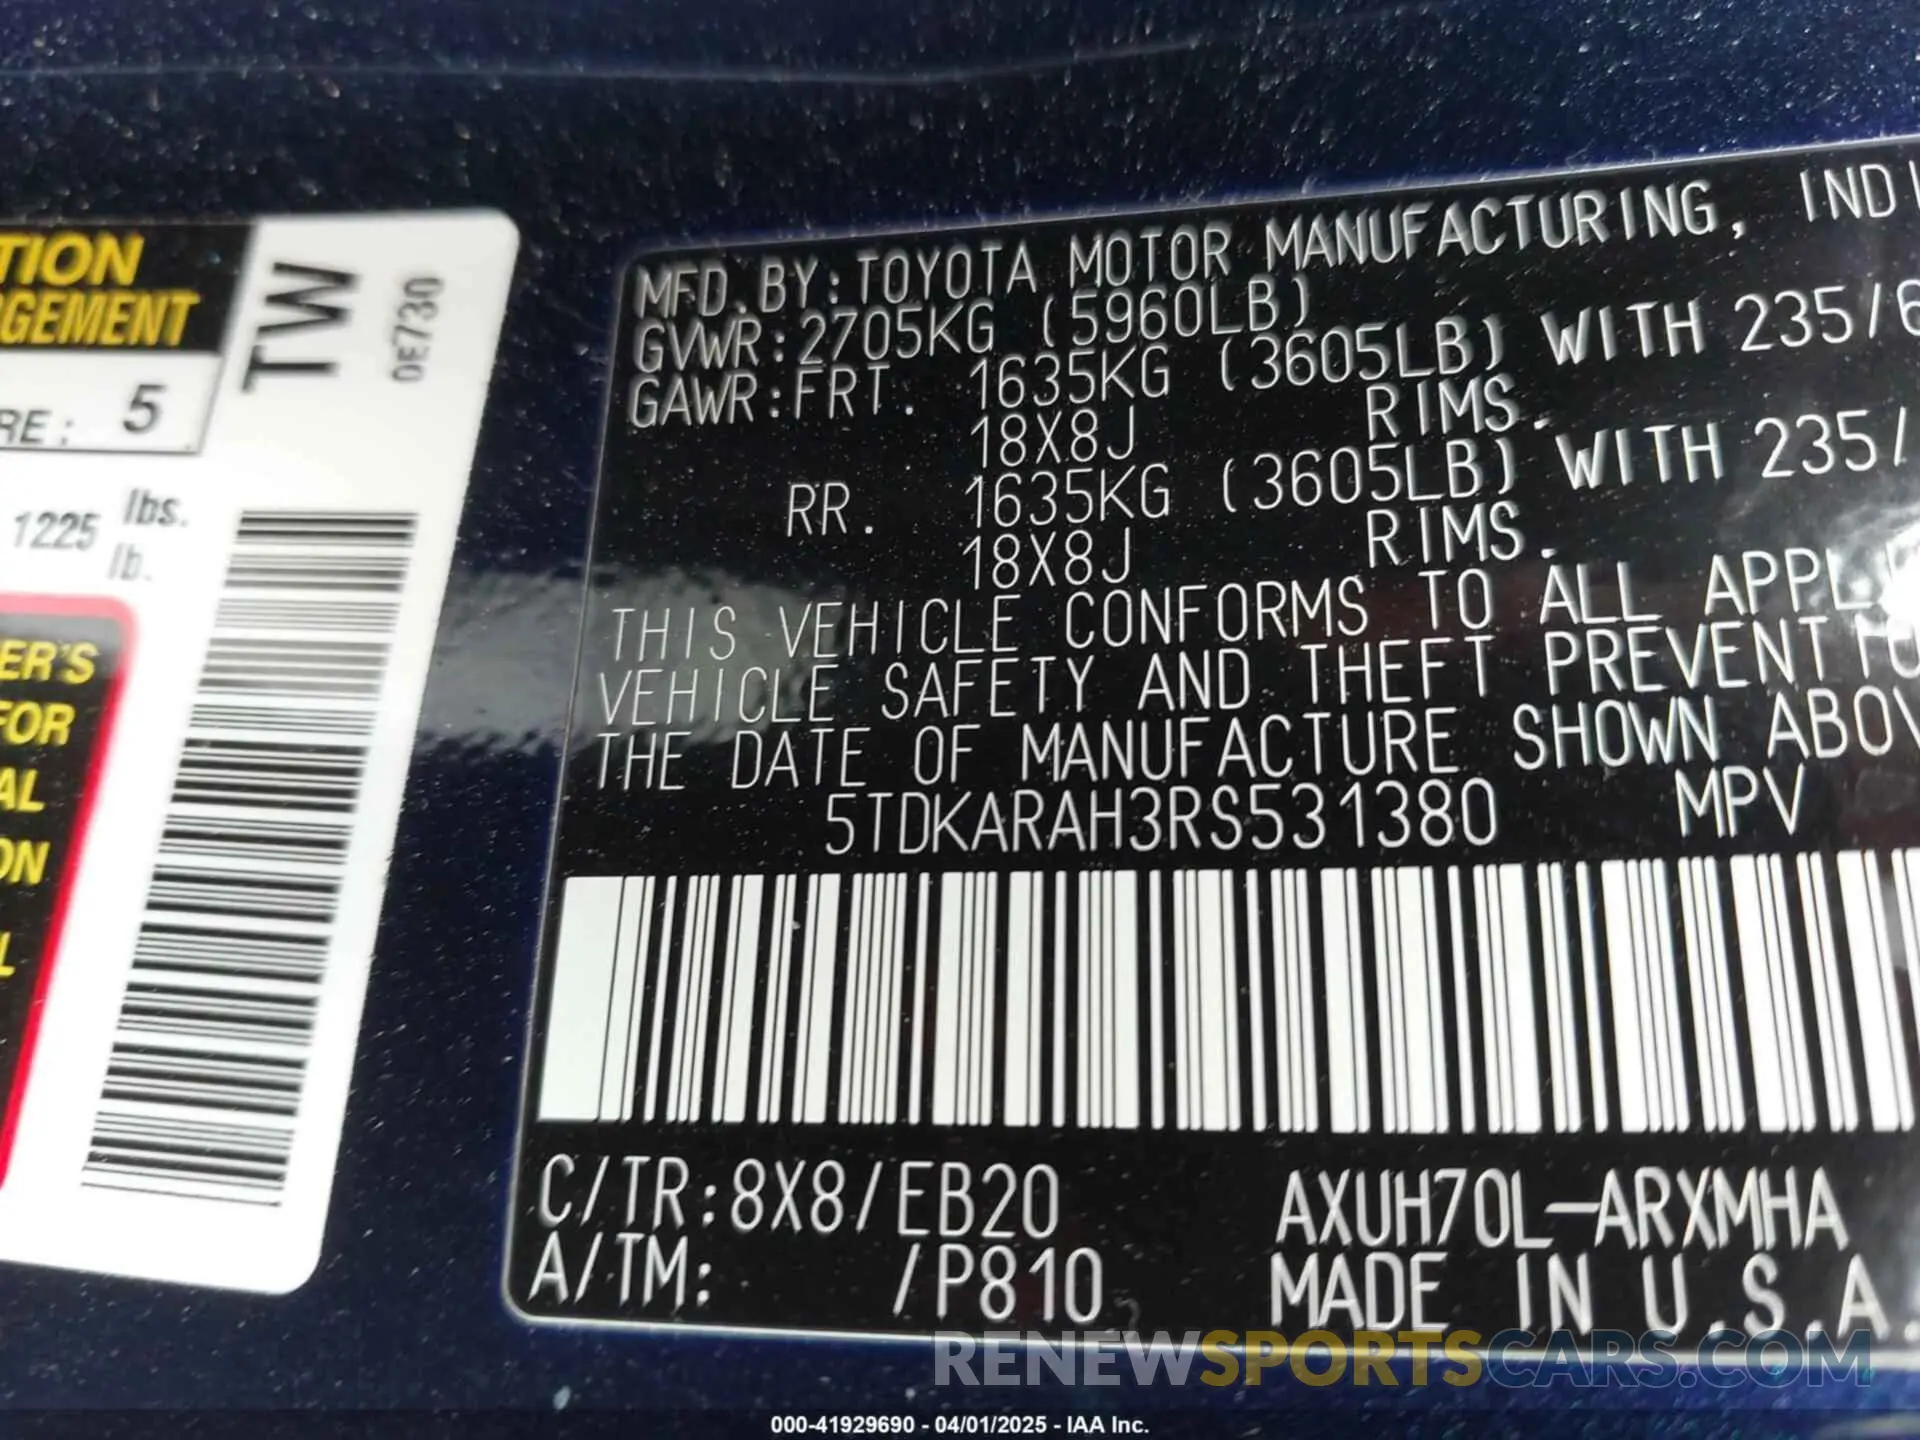 TION
GEMENT
RE: 5
1225 lbs.
lb.
ER'S
FOR
AL
ON
L
TW
0E730
MFD.BY:TOYOTA MOTOR MANUFACTURING, INDI
GVWR:2705KG (5960LB)
GAWR:FRT. 1635KG (3605LB) WITH 235/6
18X8J RIMS.
RR. 1635KG (3605LB) WITH 235/
18X8J RIMS.
THIS VEHICLE CONFORMS TO ALL APPLI
VEHICLE SAFETY AND THEFT PREVENTIO
THE DATE OF MANUFACTURE SHOWN ABOV
5TDKARAH3RS531380 MPV
C/TR:8X8/EB20 AXUH70L-ARXMHA
A/TM: /P810 MADE IN U.S.A.
RENEWSPORTSCARS.COM
000-41929690 - 04/01/2025 - IAA Inc.